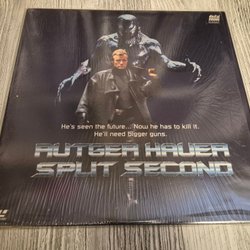 He's seen the future... Now he has to kill it.
He'll need bigger guns.
RUTGER HAUER
SPLIT SECOND